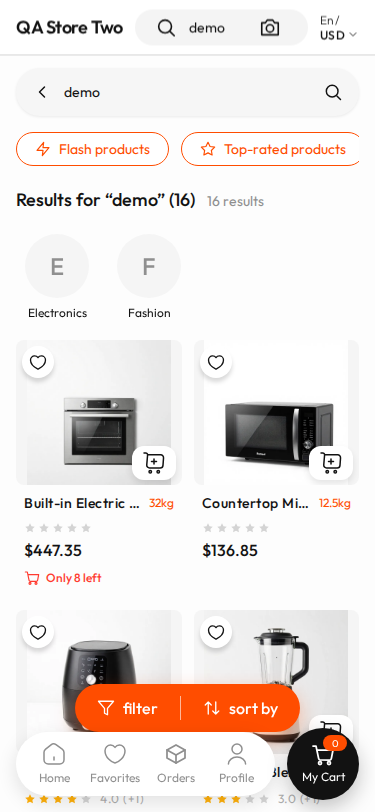 QA Store Two
demo
En/
USD
demo
Flash products
Top-rated products
Results for “demo” (16) 16 results
E
F
Electronics
Fashion
Built-in Electric ... 32kg
Countertop Mi... 12.5kg
$447.35
$136.85
Only 8 left
filter
sort by
0
Home
Favorites
Orders
Profile
My Cart
4.0 (+1)
3.0 (+1)